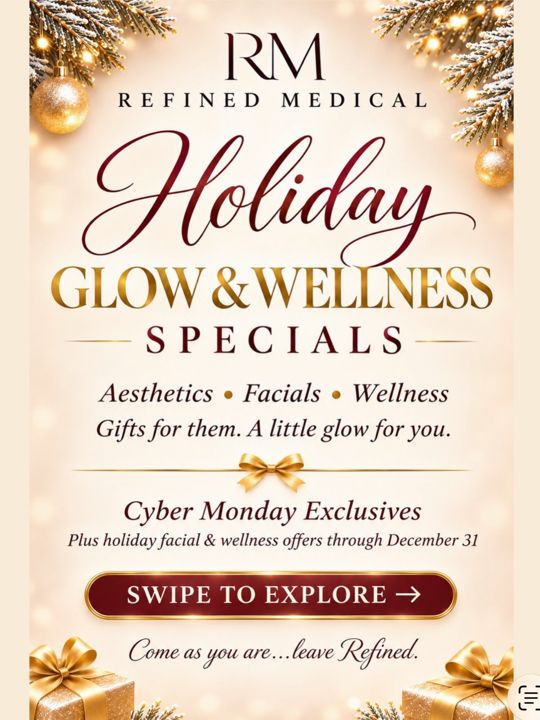 RM
REFINED MEDICAL
Holiday
GLOW & WELLNESS
SPECIALS
Aesthetics • Facials • Wellness
Gifts for them. A little glow for you.
Cyber Monday Exclusives
Plus holiday facial & wellness offers through December 31
SWIPE TO EXPLORE →
Come as you are...leave Refined.